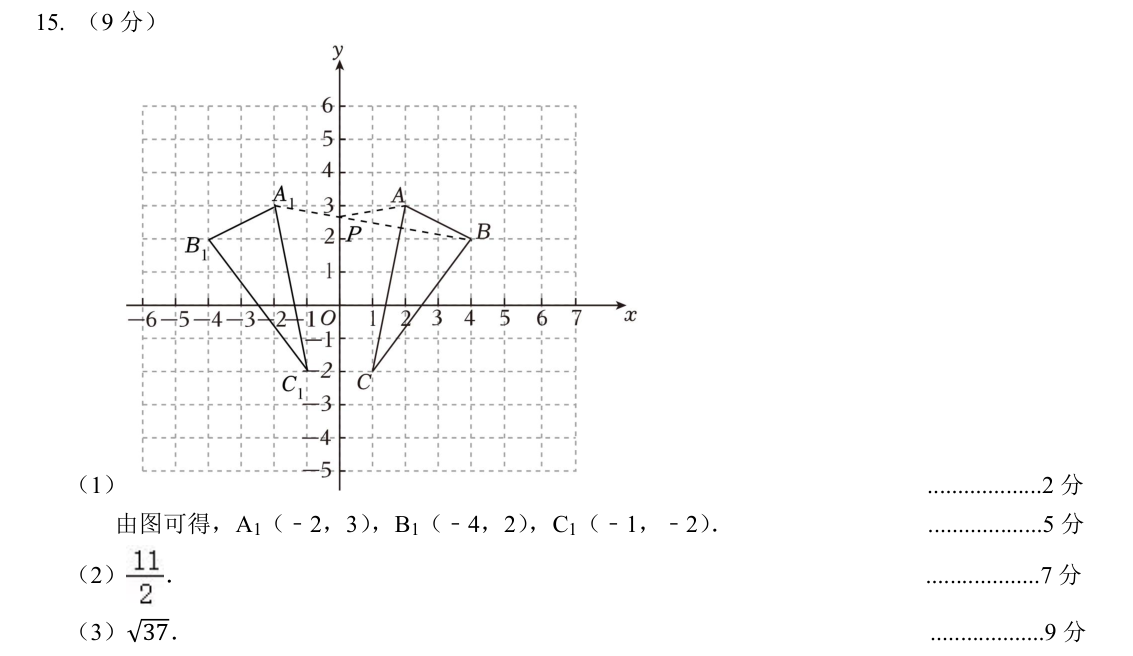 15. （9 分）
y
6
5
4
A₁ 3 A
B₁ 2 P B
1
－6－5－4－3－2－1 O 1 2 3 4 5 6 7 x
－1
C₁ －2 C
－3
－4
－5
（1） ...................2 分
由图可得，A₁（﹣2，3），B₁（﹣4，2），C₁（﹣1，﹣2）． ...................5 分
（2）11/2． ...................7 分
（3）√37． ...................9 分